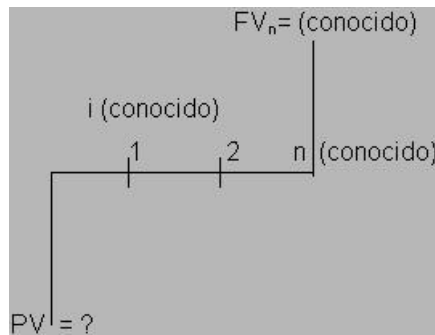 FVn= (conocido)
i (conocido)
1 2 n (conocido)
PV = ?